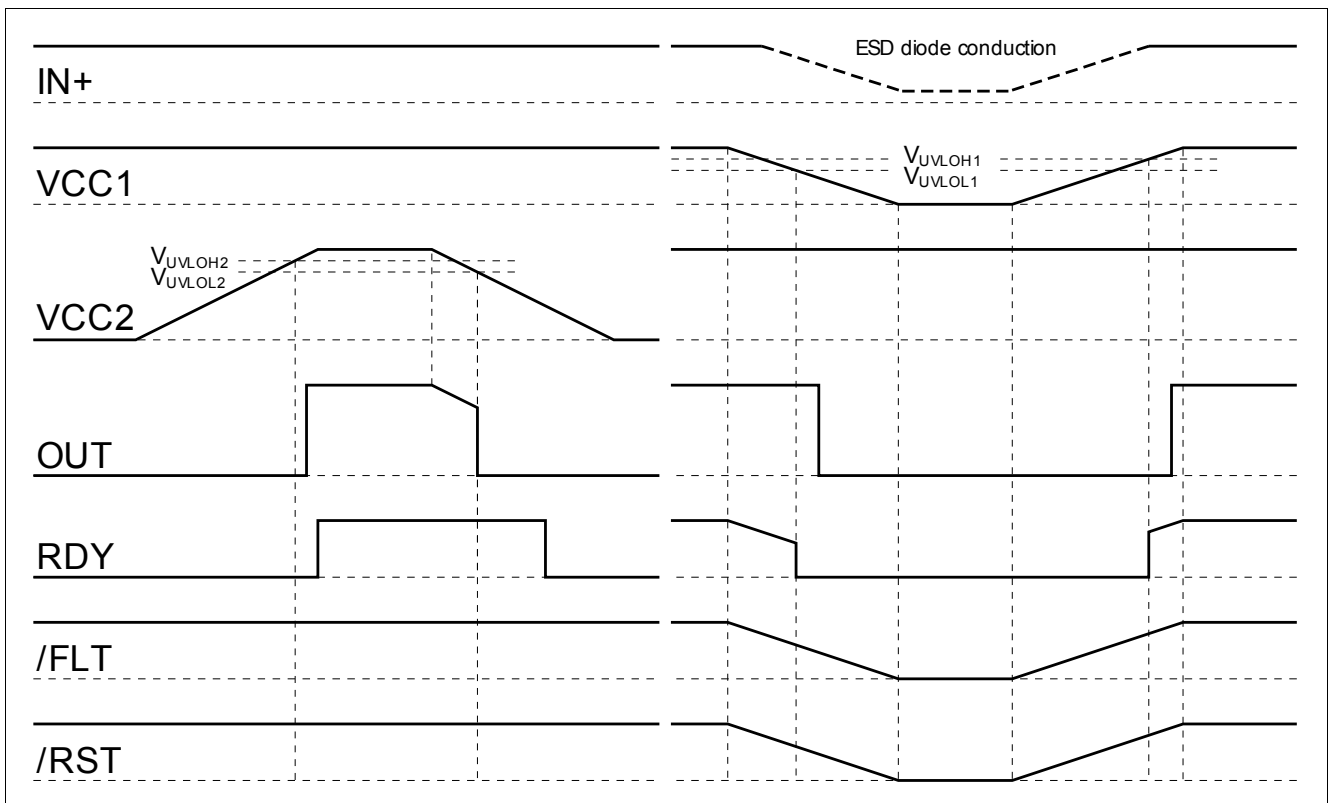 ESD diode conduction
IN+
VUVLOH1
VUVLOL1
VCC1
VUVLOH2
VUVLOL2
VCC2
OUT
RDY
/FLT
/RST